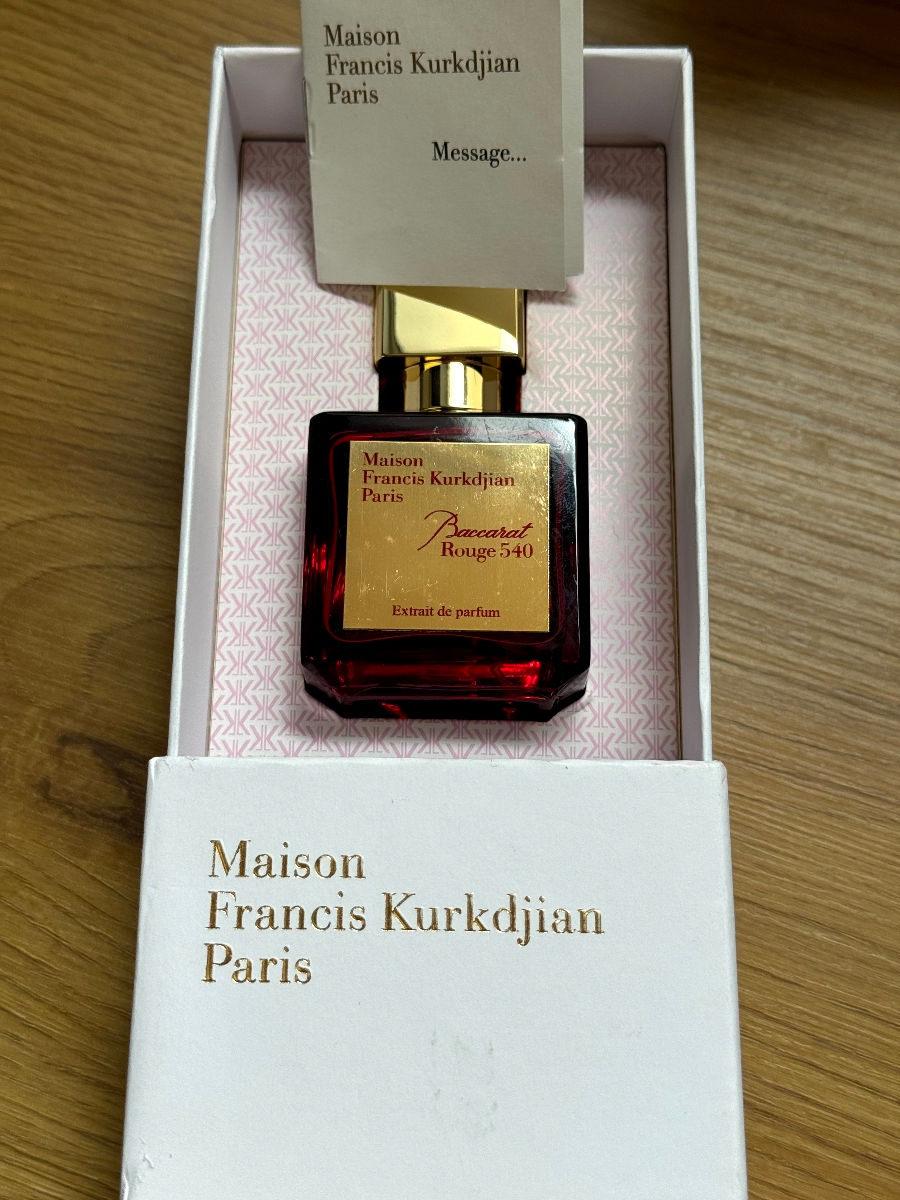 Maison
Francis Kurkdjian
Paris
Message...
Maison
Francis Kurkdjian
Paris
Baccarat
Rouge 540
Extrait de parfum
Maison
Francis Kurkdjian
Paris